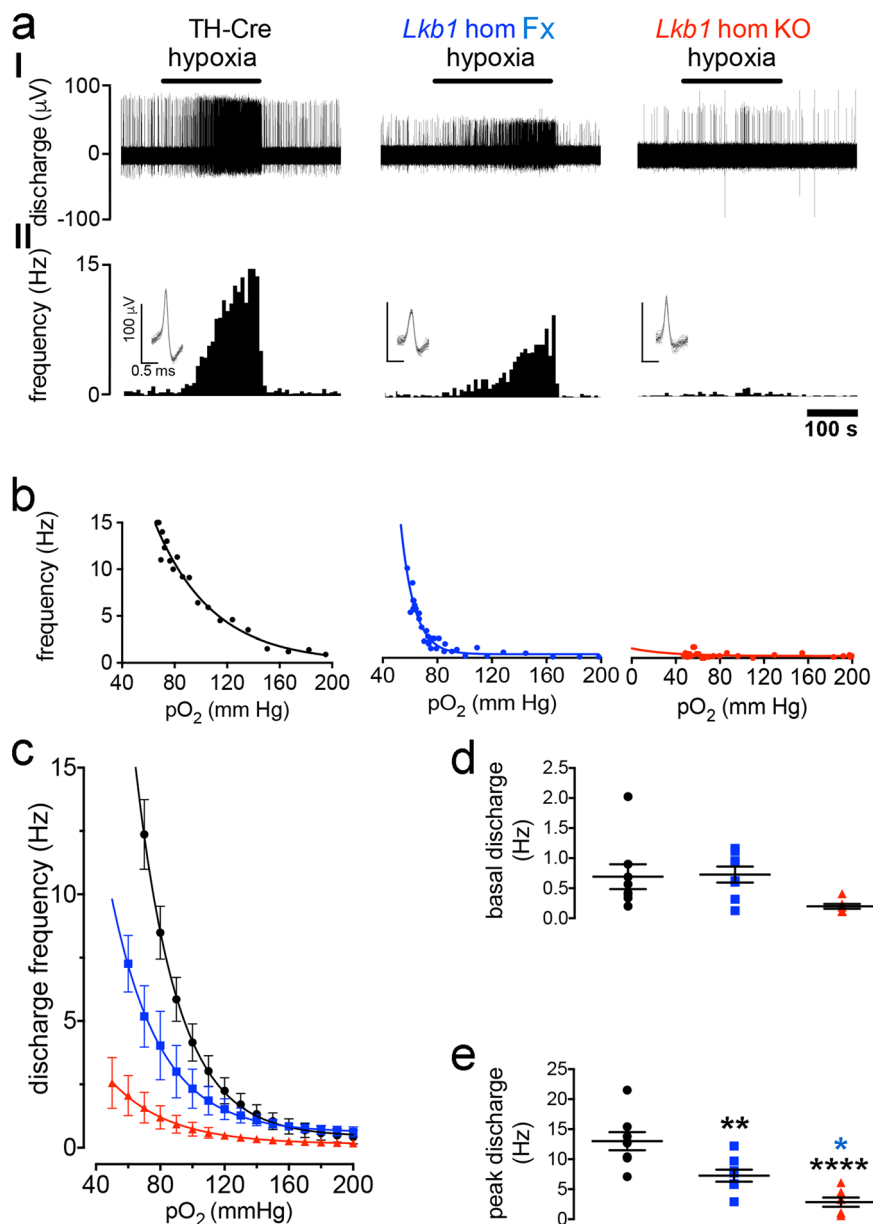 a
TH-Cre Lkb1 hom Fx Lkb1 hom KO
hypoxia hypoxia hypoxia
I
discharge (μV)
100
0
-100
II
frequency (Hz)
15
0
100 μV
0.5 ms
100 s
b
frequency (Hz)
15
10
5
0
40 80 120 160 200 40 80 120 160 200 0 40 80 120 160 200
pO2 (mm Hg) pO2 (mm Hg) pO2 (mm Hg)
c
discharge frequency (Hz)
15
10
5
0
40 80 120 160 200
pO2 (mmHg)
d
basal discharge
(Hz)
2.5
2.0
1.5
1.0
0.5
0.0
e
peak discharge
(Hz)
25
20
15
10
5
0
**
*
****